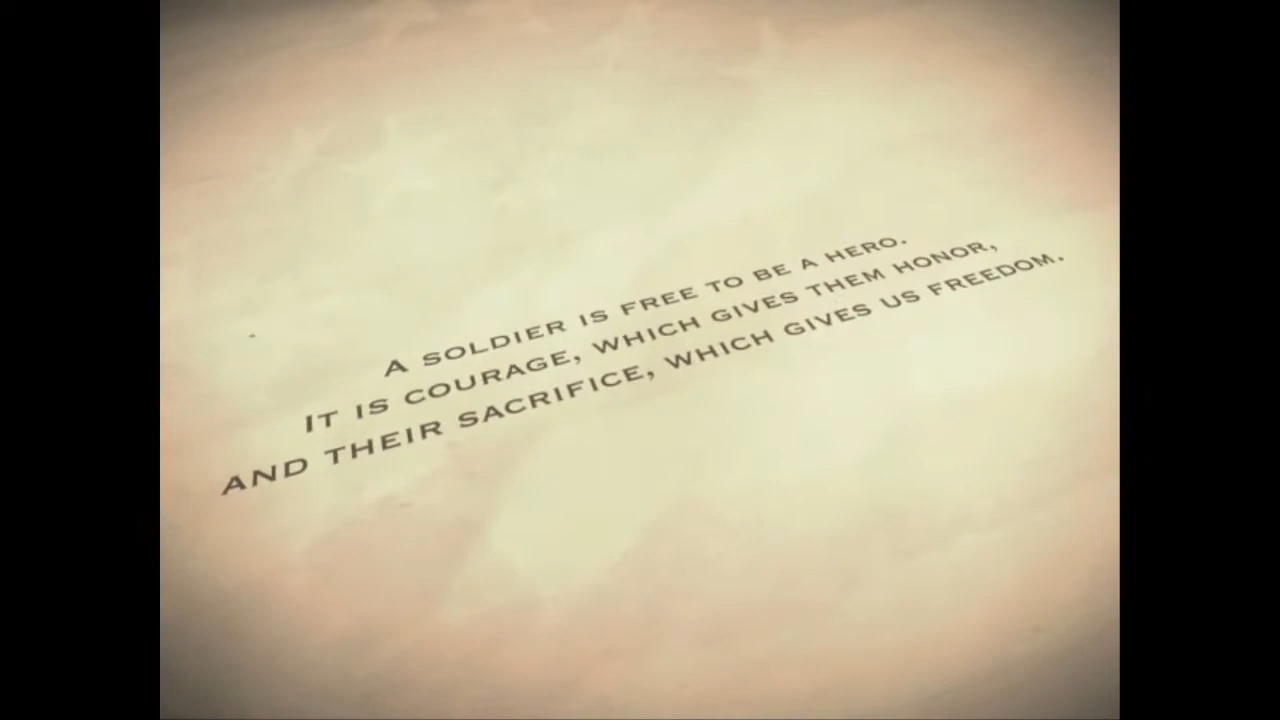 A SOLDIER IS FREE TO BE A HERO.
IT IS COURAGE, WHICH GIVES THEM HONOR,
AND THEIR SACRIFICE, WHICH GIVES US FREEDOM.